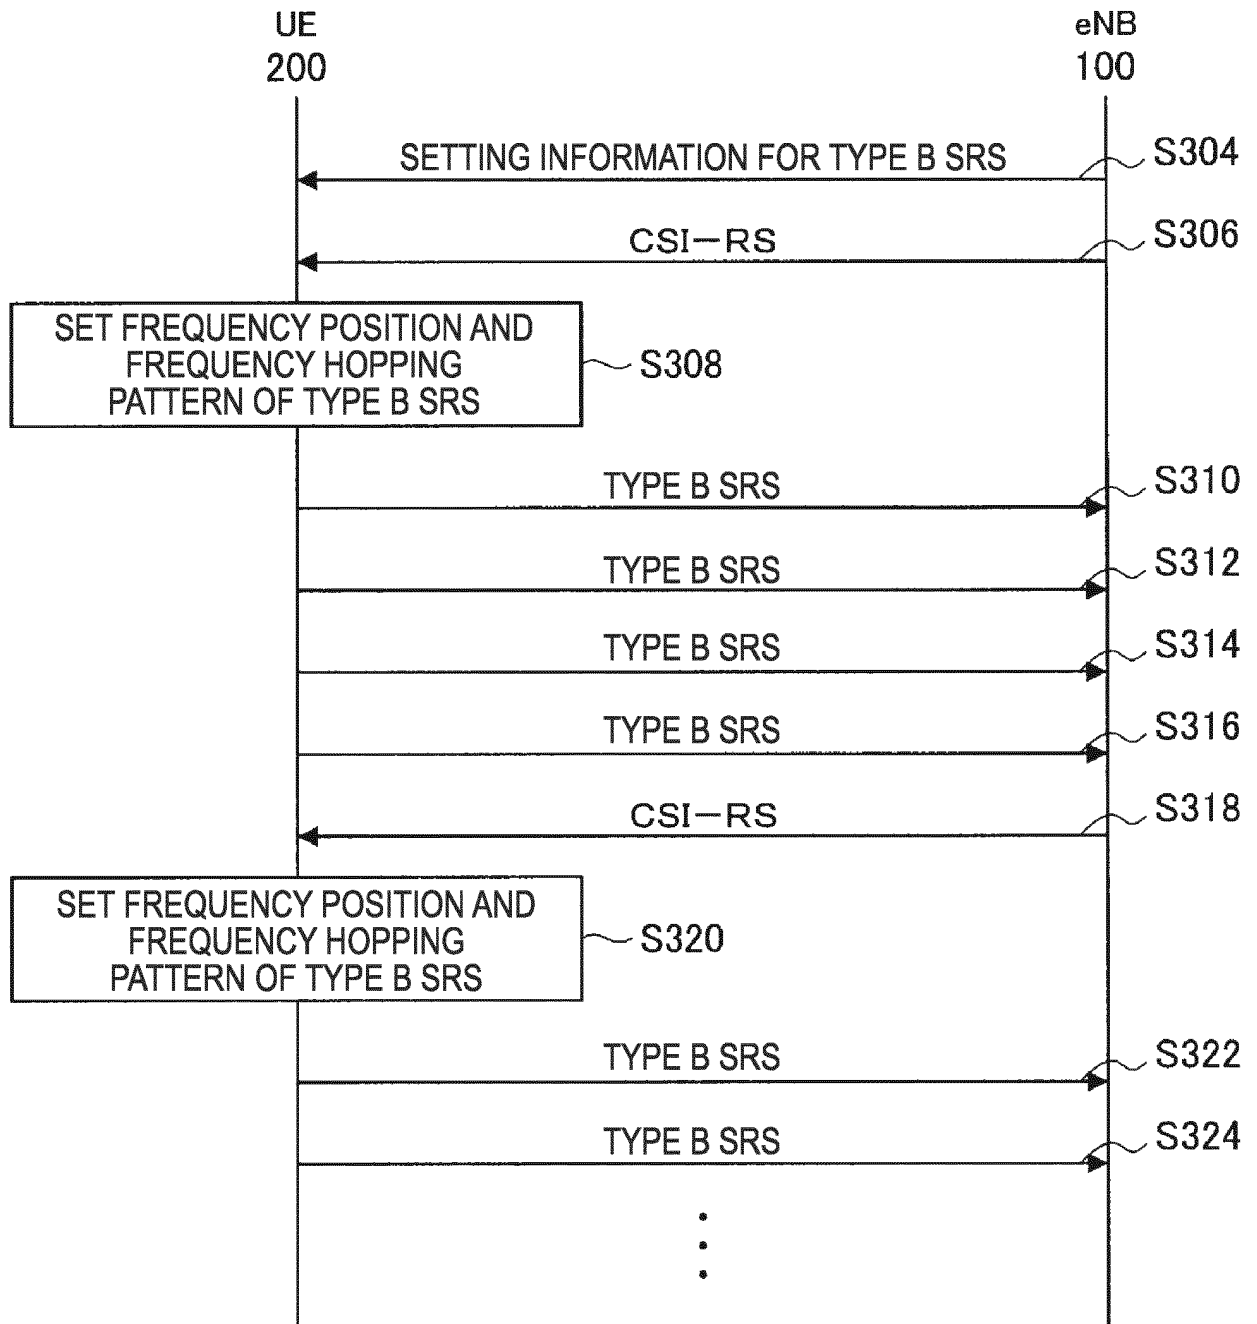 UE
200
eNB
100
SETTING INFORMATION FOR TYPE B SRS
S304
CSI-RS
S306
SET FREQUENCY POSITION AND
FREQUENCY HOPPING
PATTERN OF TYPE B SRS
S308
TYPE B SRS
S310
TYPE B SRS
S312
TYPE B SRS
S314
TYPE B SRS
S316
CSI-RS
S318
SET FREQUENCY POSITION AND
FREQUENCY HOPPING
PATTERN OF TYPE B SRS
S320
TYPE B SRS
S322
TYPE B SRS
S324